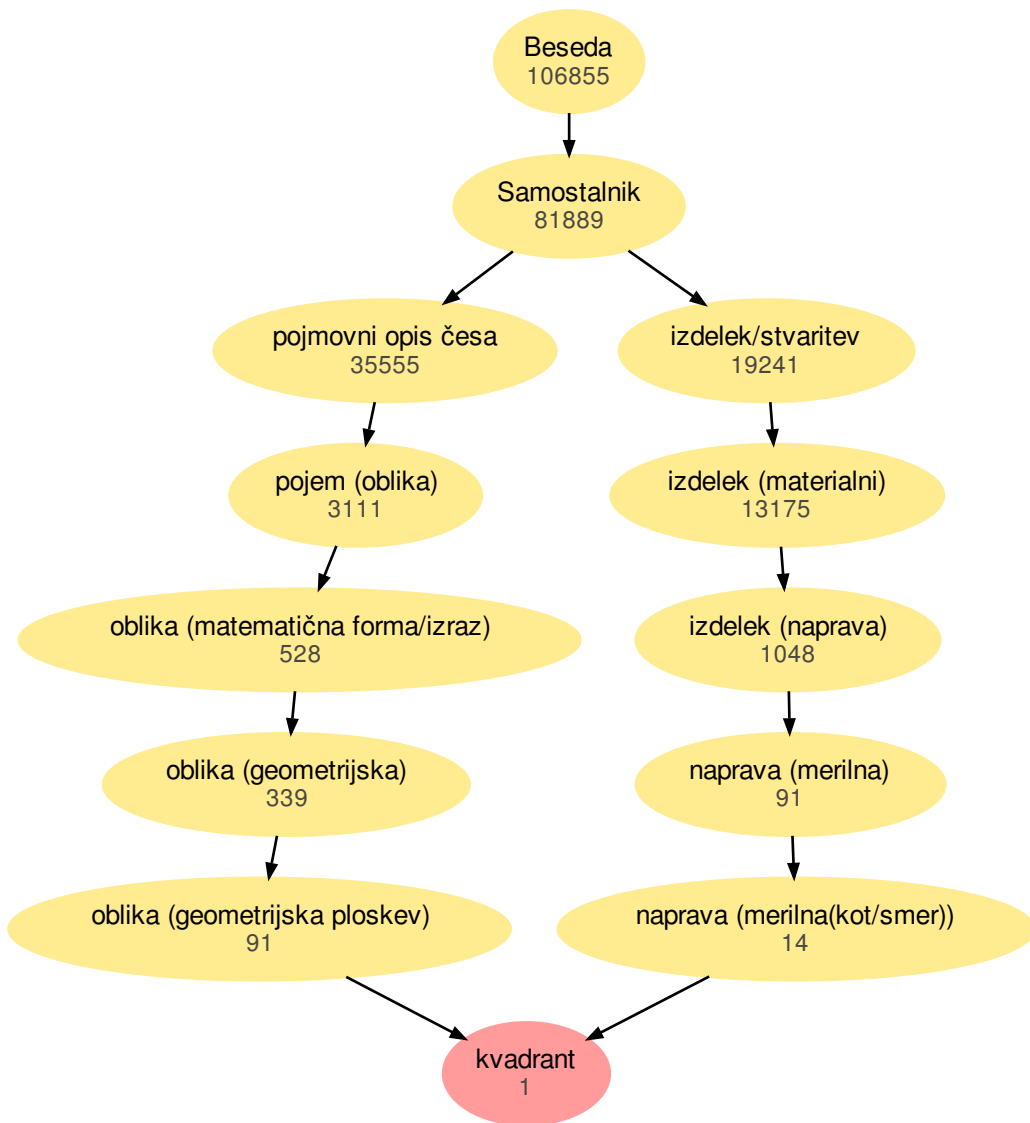 Beseda
106855
Samostalnik
81889
pojmovni opis česa
35555
izdelek/stvaritev
19241
pojem (oblika)
3111
izdelek (materialni)
13175
oblika (matematična forma/izraz)
528
izdelek (naprava)
1048
oblika (geometrijska)
339
naprava (merilna)
91
oblika (geometrijska ploskev)
91
naprava (merilna(kot/smer))
14
kvadrant
1